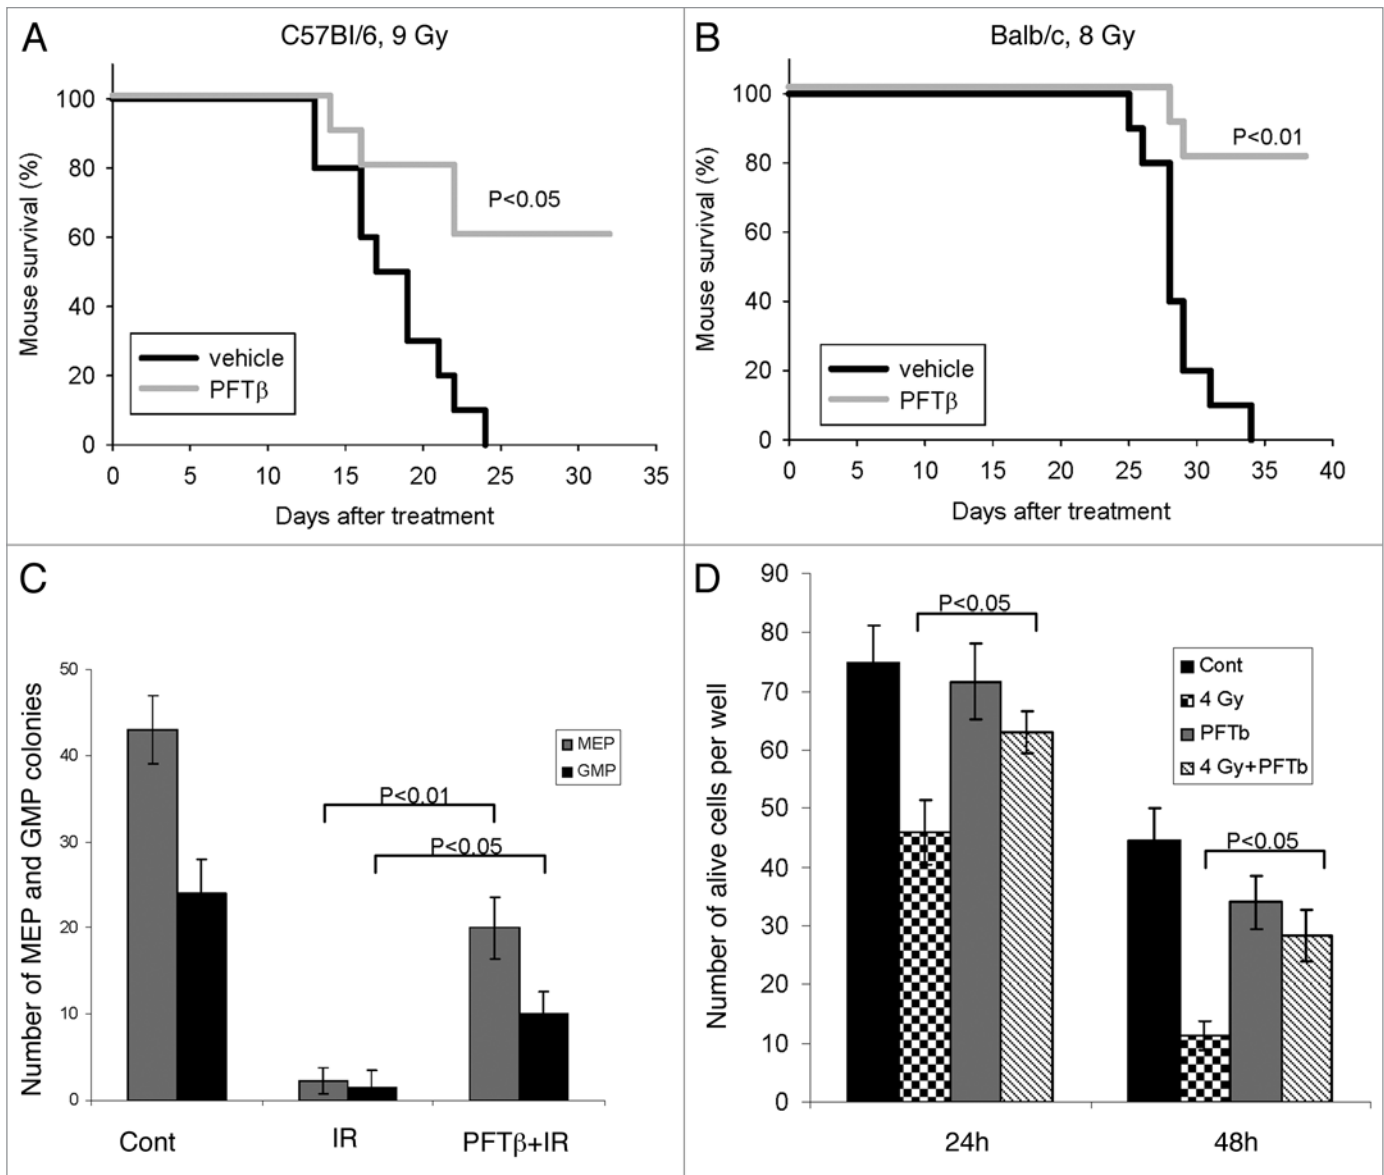 A
C57Bl/6, 9 Gy
Mouse survival (%)
100
80
60
40
20
0
P<0.05
vehicle
PFTβ
0 5 10 15 20 25 30 35
Days after treatment
B
Balb/c, 8 Gy
Mouse survival (%)
100
80
60
40
20
0
P<0.01
vehicle
PFTβ
0 5 10 15 20 25 30 35 40
Days after treatment
C
Number of MEP and GMP colonies
50
40
30
20
10
0
MEP
GMP
P<0.01
P<0.05
Cont IR PFTβ+IR
D
Number of alive cells per well
90
80
70
60
50
40
30
20
10
0
P<0.05
P<0.05
Cont
4 Gy
PFTb
4 Gy+PFTb
24h 48h